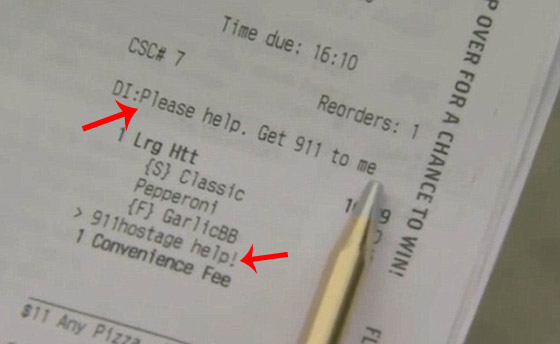 Time due: 16:10
CSC# 7
Reorders: 1
DI:Please help. Get 911 to me
1 Lrg Htt
{S} Classic
Pepperoni
{F} GarlicBB
> 911hostage help!
1 Convenience Fee
$11 Any Pizza
P OVER FOR A CHANCE TO WIN!